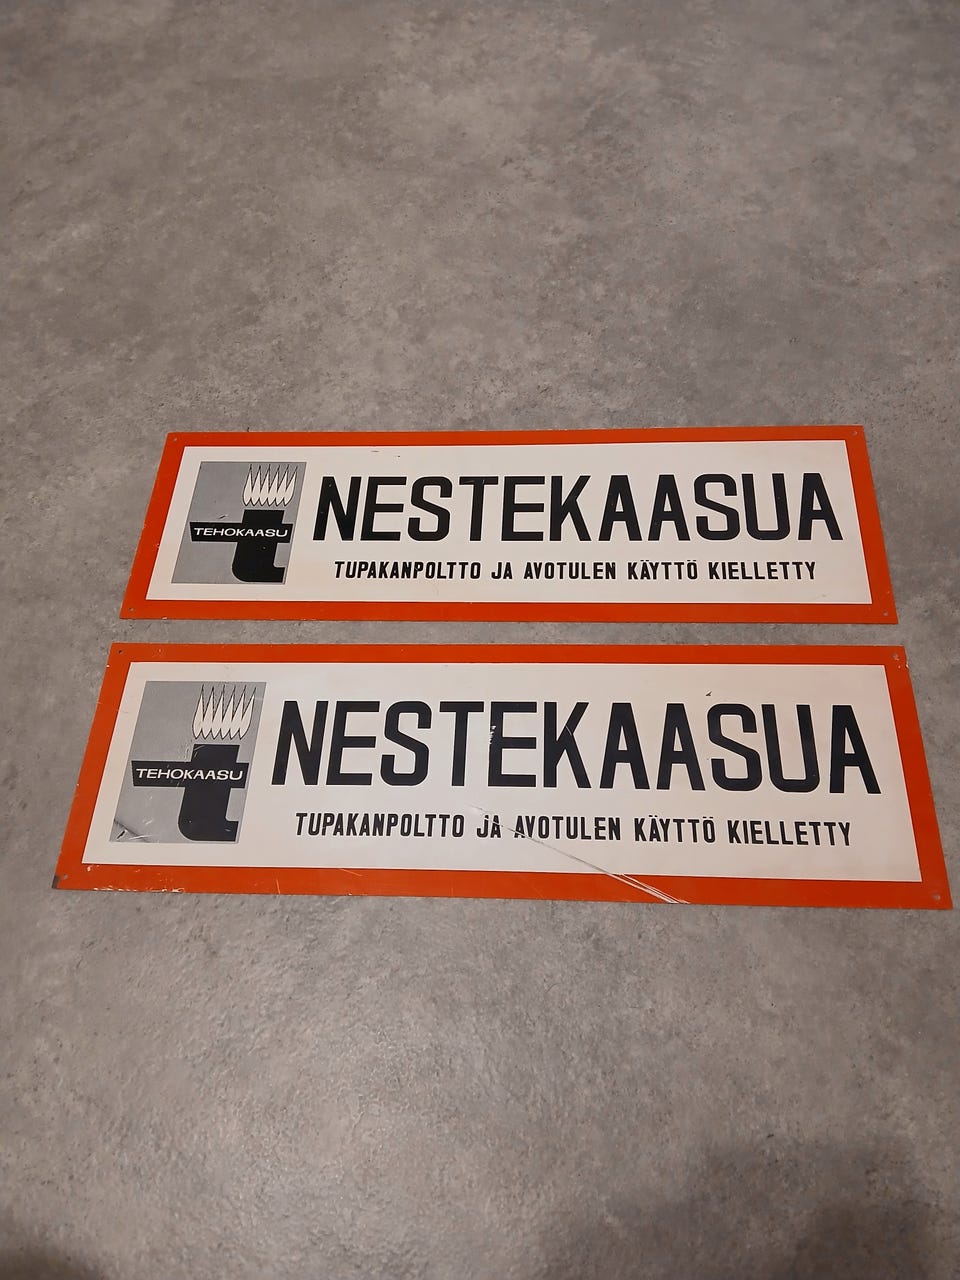 TEHOKAASU
NESTEKAASUA
TUPAKANPOLTTO JA AVOTULEN KÄYTTÖ KIELLETTY
TEHOKAASU
NESTEKAASUA
TUPAKANPOLTTO JA AVOTULEN KÄYTTÖ KIELLETTY